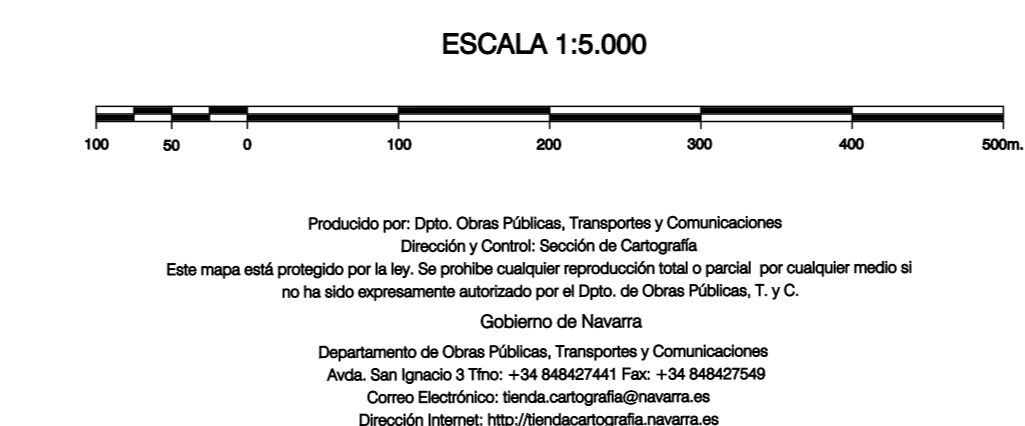 ESCALA 1:5.000
100 50 0 100 200 300 400 500m.
Producido por: Dpto. Obras Públicas, Transportes y Comunicaciones
Dirección y Control: Sección de Cartografía
Este mapa está protegido por la ley. Se prohibe cualquier reproducción total o parcial por cualquier medio si
no ha sido expresamente autorizado por el Dpto. de Obras Públicas, T. y C.
Gobierno de Navarra
Departamento de Obras Públicas, Transportes y Comunicaciones
Avda. San Ignacio 3 Tfno: +34 848427441 Fax: +34 848427549
Correo Electrónico: tienda.cartografia@navarra.es
Dirección Internet: http://tiendacartografia.navarra.es